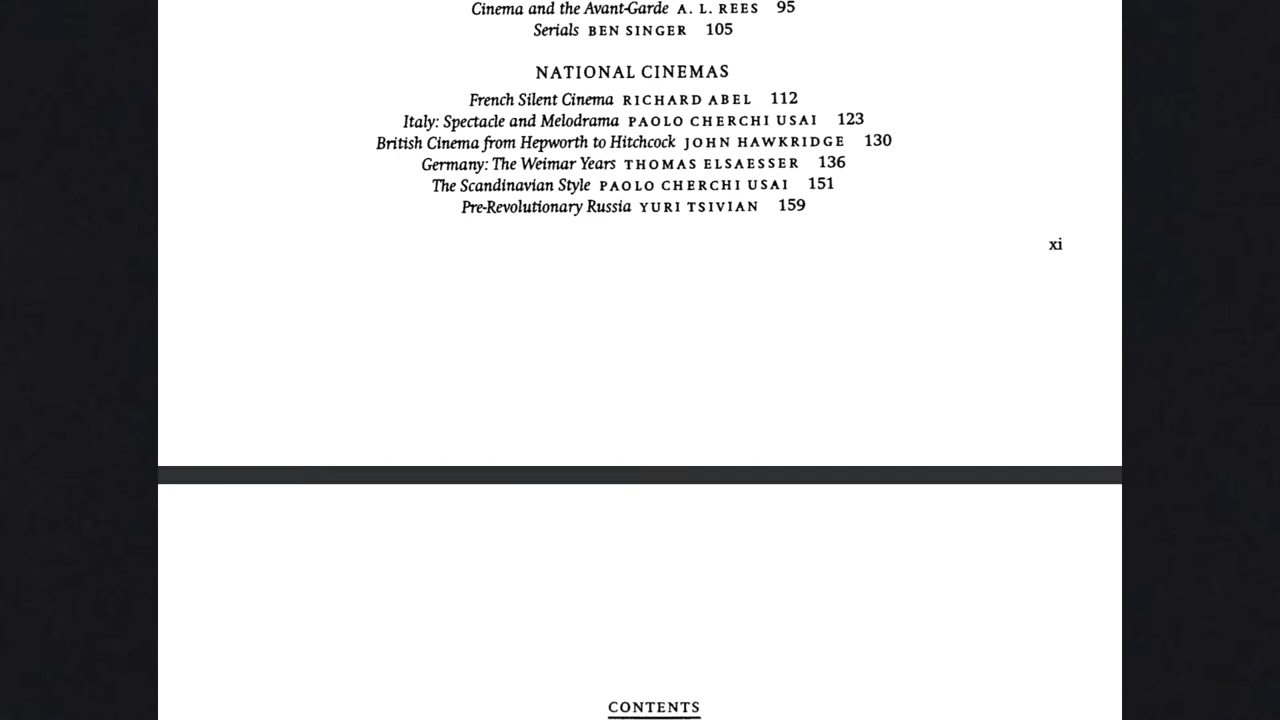 Cinema and the Avant-Garde A. L. REES 95
Serials BEN SINGER 105
NATIONAL CINEMAS
French Silent Cinema RICHARD ABEL 112
Italy: Spectacle and Melodrama PAOLO CHERCHI USAI 123
British Cinema from Hepworth to Hitchcock JOHN HAWKRIDGE 130
Germany: The Weimar Years THOMAS ELSAESSER 136
The Scandinavian Style PAOLO CHERCHI USAI 151
Pre-Revolutionary Russia YURI TSIVIAN 159
xi
CONTENTS